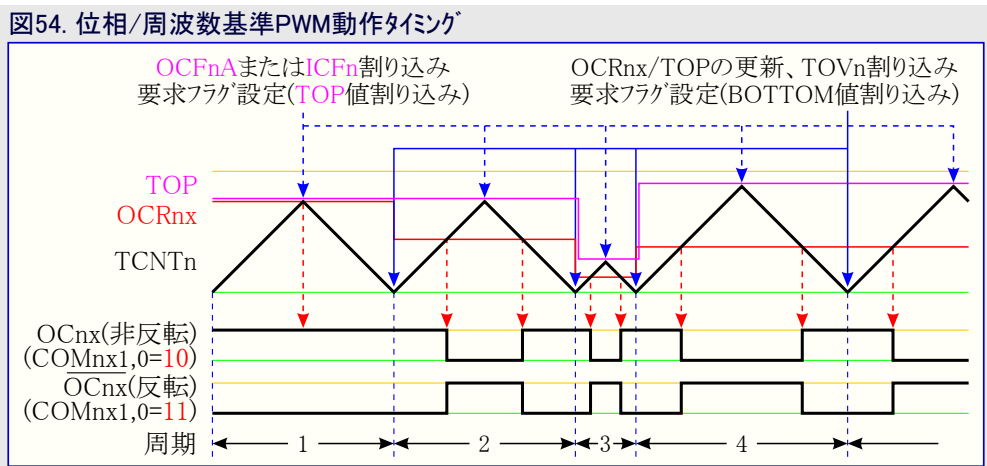 図54. 位相/周波数基準PWM動作タイミング
OCFnAまたはICFn割り込み
要求フラグ設定(TOP値割り込み)
OCRnx/TOPの更新、TOVn割り込み
要求フラグ設定(BOTTOM値割り込み)
TOP
OCRnx
TCNTn
OCnx(非反転)
(COMnx1,0=10)
OCnx(反転)
(COMnx1,0=11)
周期 1 2 3 4